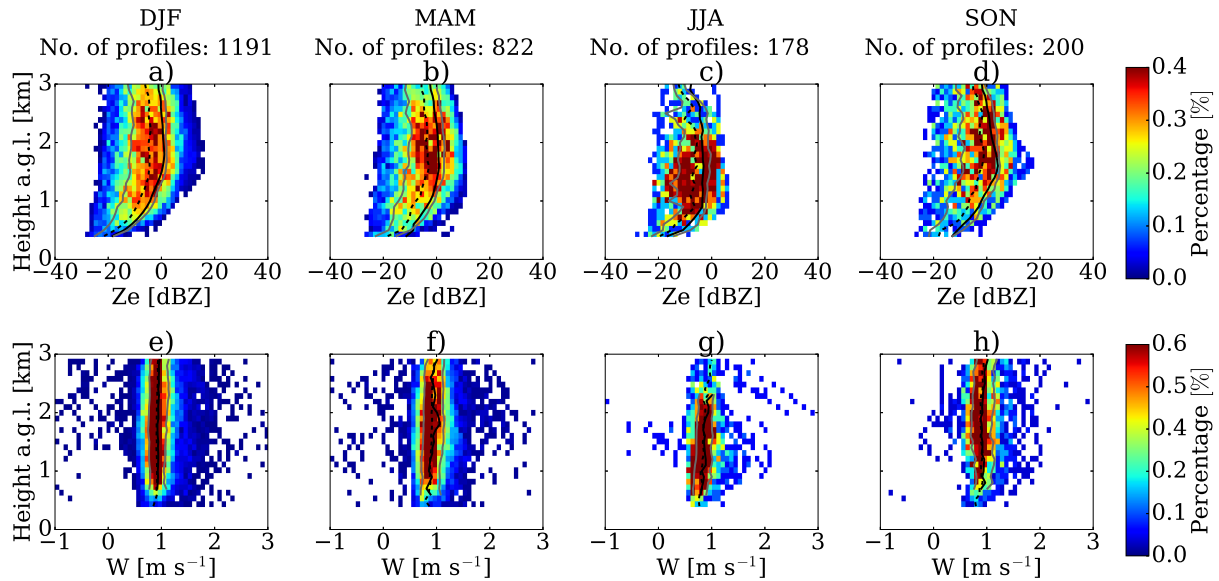 DJF MAM JJA SON
No. of profiles: 1191 No. of profiles: 822 No. of profiles: 178 No. of profiles: 200
a) b) c) d)
Height a.g.l. [km]
3
2
1
0
−40 −20 0 20 40 −40 −20 0 20 40 −40 −20 0 20 40 −40 −20 0 20 40
Ze [dBZ] Ze [dBZ] Ze [dBZ] Ze [dBZ]
0.4
0.3
0.2
0.1
0.0
Percentage [%]
e) f) g) h)
Height a.g.l. [km]
3
2
1
0
−1 0 1 2 3 −1 0 1 2 3 −1 0 1 2 3 −1 0 1 2 3
W [m s⁻¹] W [m s⁻¹] W [m s⁻¹] W [m s⁻¹]
0.6
0.5
0.4
0.2
0.1
0.0
Percentage [%]